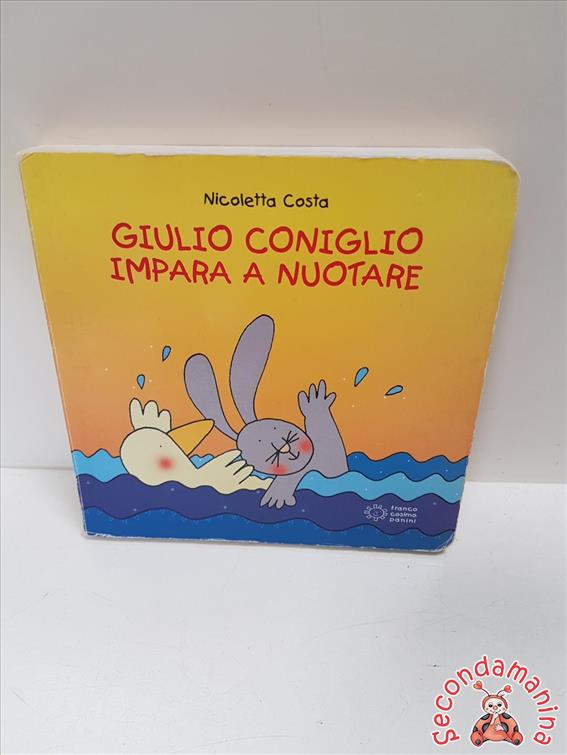 Nicoletta Costa
GIULIO CONIGLIO
IMPARA A NUOTARE
franco
cosimo
panini
Secondamanina